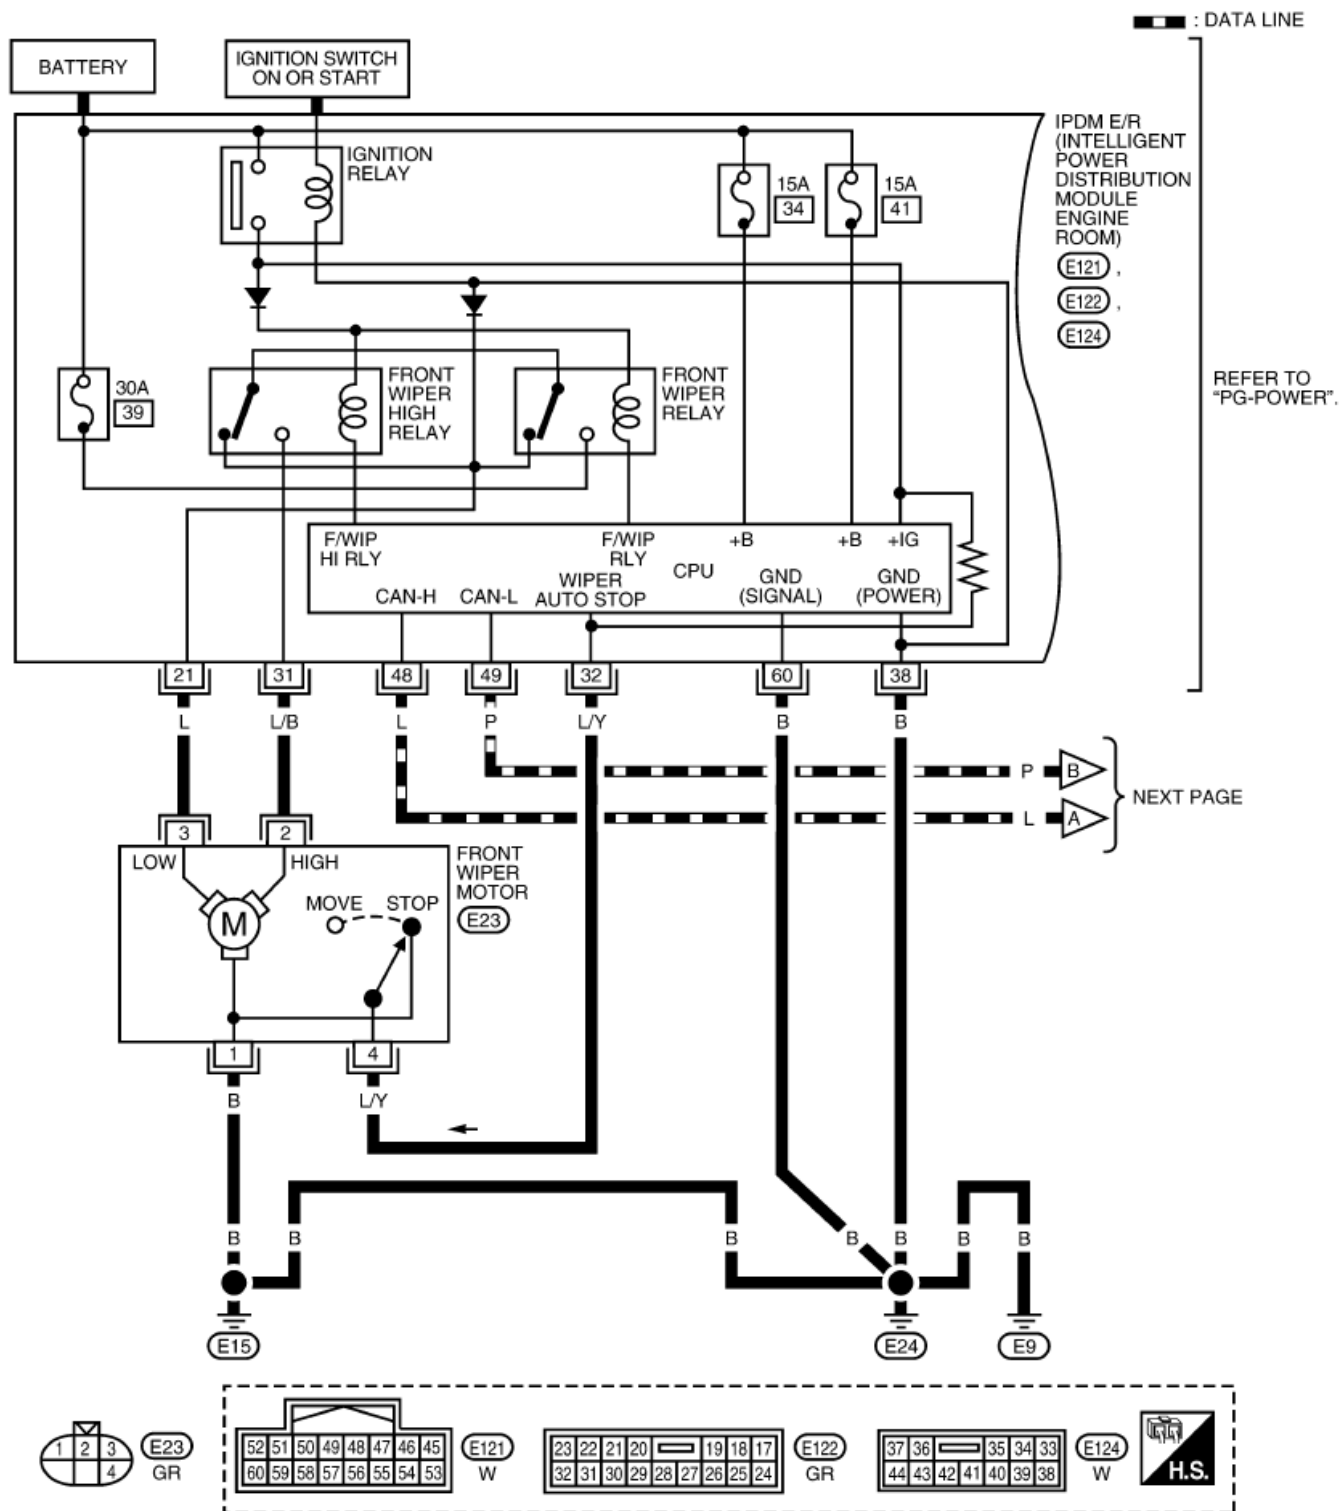 : DATA LINE
BATTERY
IGNITION SWITCH
ON OR START
IGNITION
RELAY
15A
34
15A
41
IPDM E/R
(INTELLIGENT
POWER
DISTRIBUTION
MODULE
ENGINE
ROOM)
E121 ,
E122 ,
E124
REFER TO
“PG-POWER”.
30A
39
FRONT
WIPER
HIGH
RELAY
FRONT
WIPER
RELAY
F/WIP
HI RLY
F/WIP
RLY
+B
+B
+IG
CPU
CAN-H
CAN-L
WIPER
AUTO STOP
GND
(SIGNAL)
GND
(POWER)
21
31
48
49
32
60
38
L
L/B
L
P
L/Y
B
B
P
B
L
A
NEXT PAGE
3
2
LOW
HIGH
FRONT
WIPER
MOTOR
E23
M
MOVE
STOP
1
4
B
L/Y
B
B
B
B
B
B
B
E15
E24
E9
1 2 3
4
E23
GR
52 51 50 49 48 47 46 45
60 59 58 57 56 55 54 53
E121
W
23 22 21 20 19 18 17
32 31 30 29 28 27 26 25 24
E122
GR
37 36 35 34 33
44 43 42 41 40 39 38
E124
W
H.S.